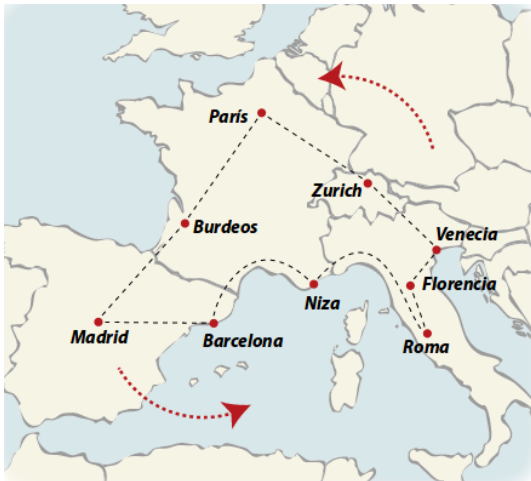 París
Zurich
Burdeos
Venecia
Florencia
Niza
Madrid
Barcelona
Roma